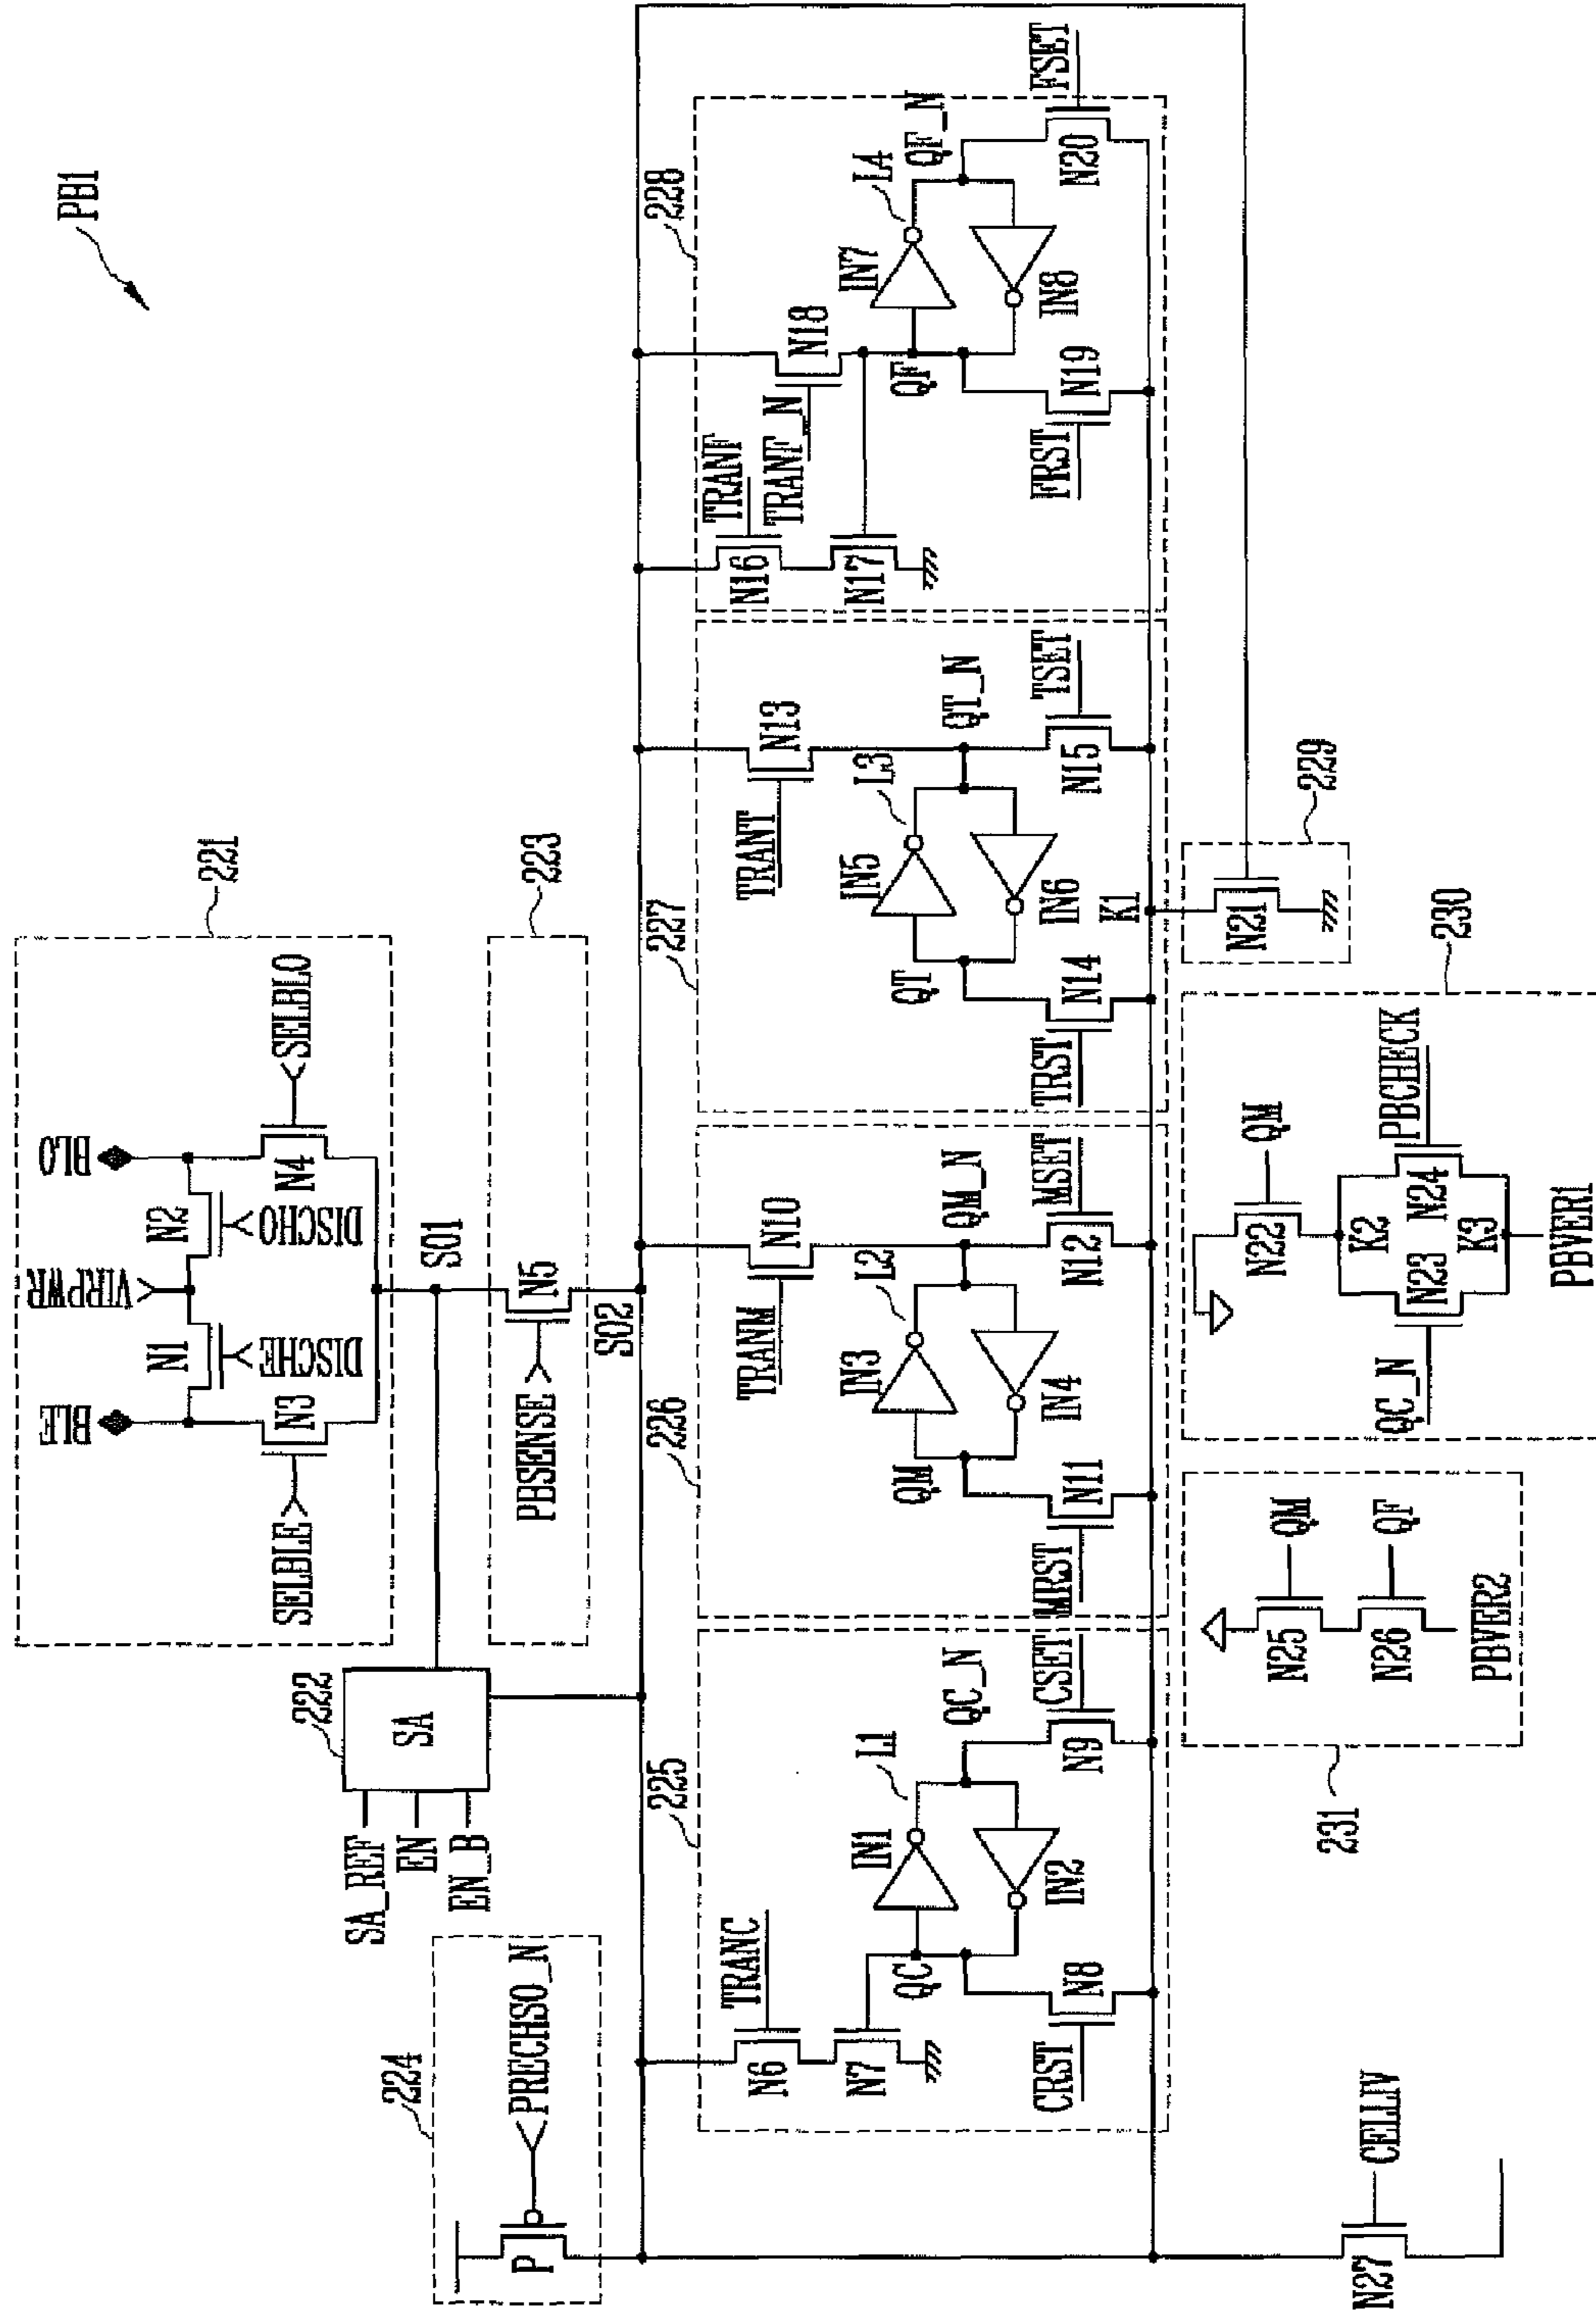 PB1
221
BLE
VIRPWR
BLO
N1
N2
DISCHE
DISCHO
SELBLE
N3
N4
SELBLO
222
SA
SA_REF
EN
EN_B
SO1
223
PBSENSE
N5
SO2
224
P
PRECHSO_N
225
TRANC
N6
N7
IN1
L1
QC
QC_N
IN2
CRST
N8
N9
CSET
226
TRANM
N10
IN3
L2
QM
QM_N
IN4
MRST
N11
N12
MSET
227
TRANT
N13
IN5
L3
QT
QT_N
IN6
TRST
N14
N15
TSET
K1
228
TRANF
N16
TRANF_N
N18
N17
IN7
L4
QF
QF_N
IN8
FRST
N19
N20
FSET
229
N21
230
QM
N22
K2
QC_N
N23
N24
PBCHECK
K3
PBVER1
231
QM
N25
QF
N26
PBVER2
CELLIV
N27